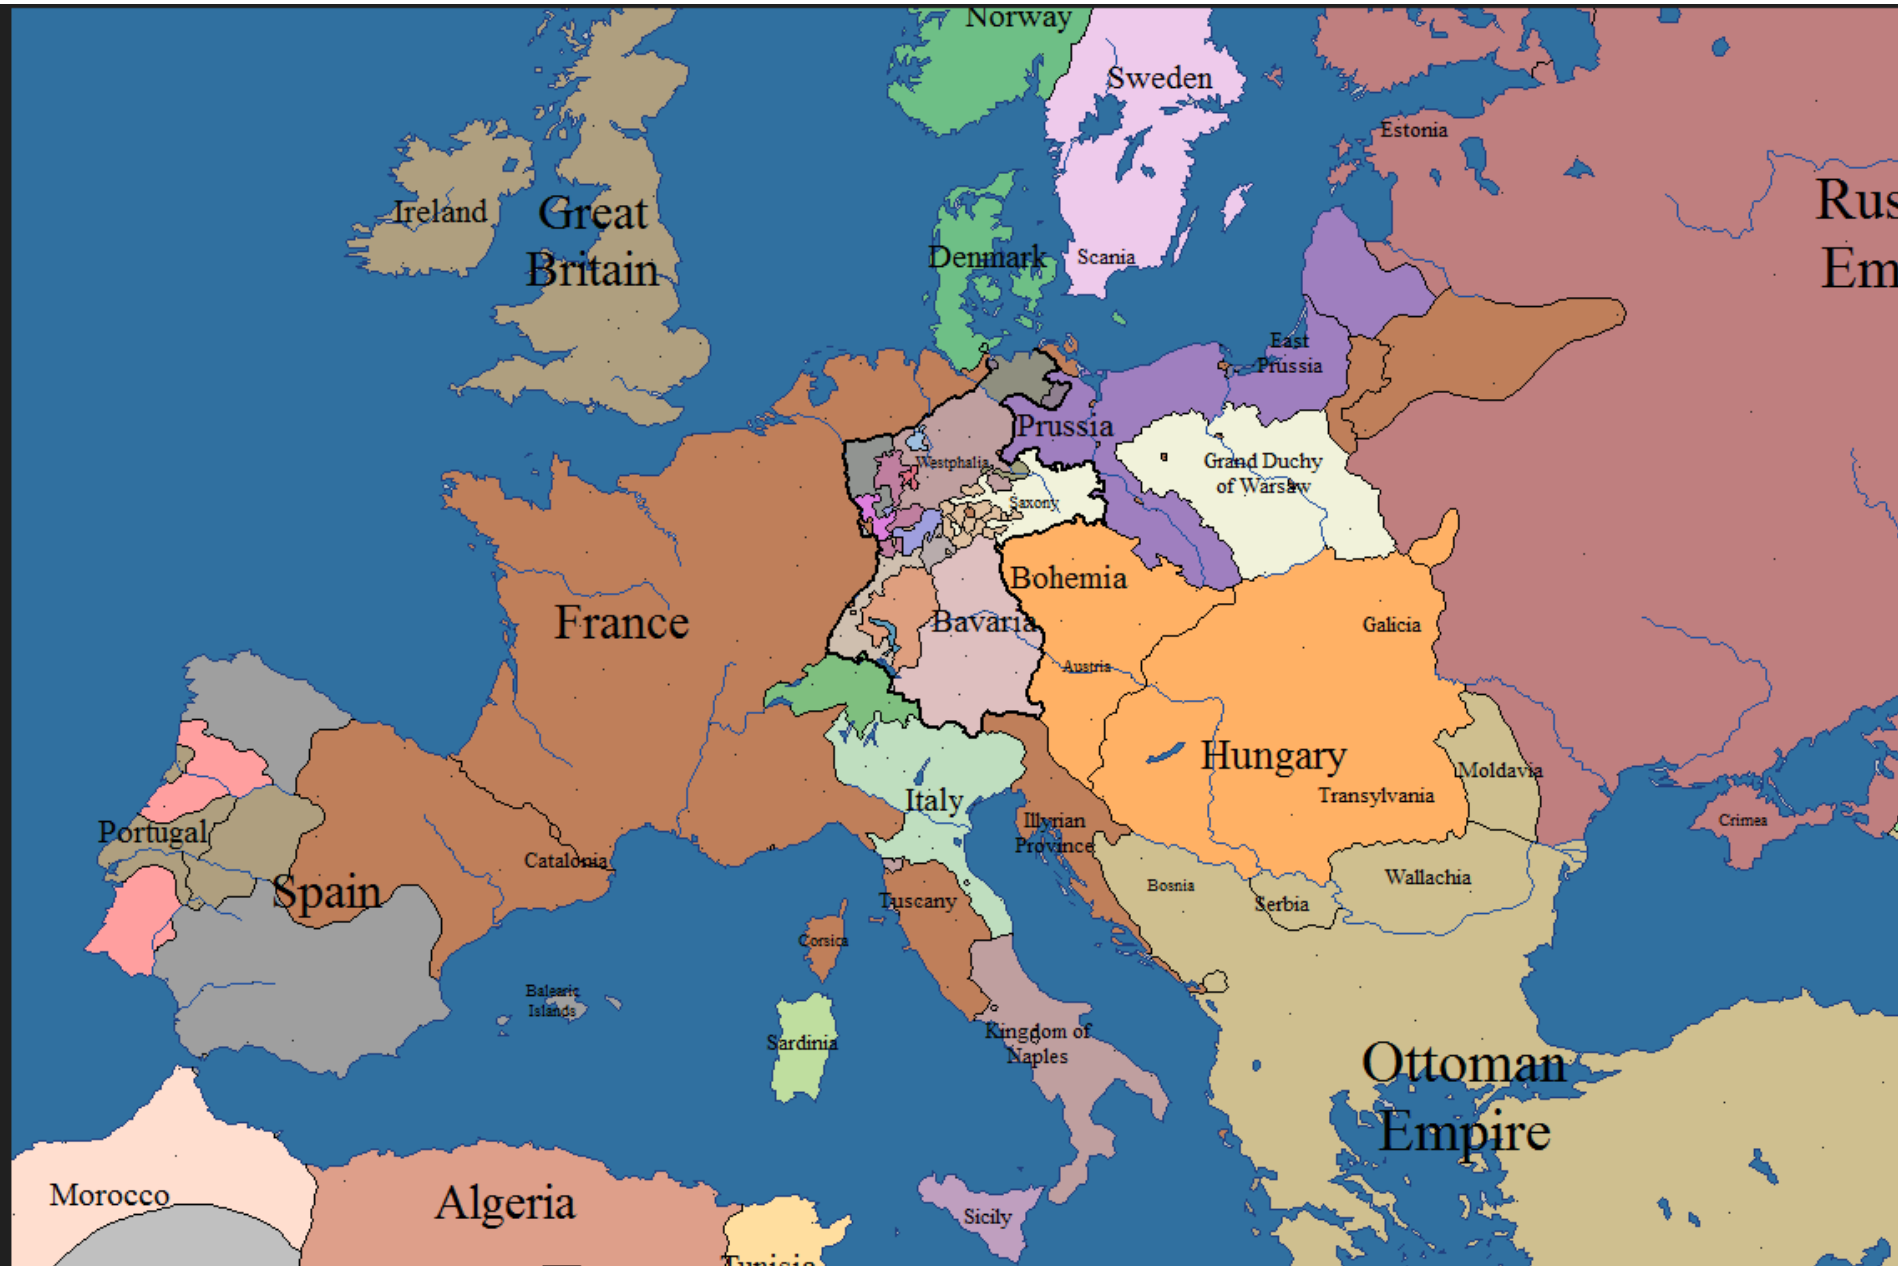 Norway
Sweden
Estonia
Rus
Em
Ireland
Great
Britain
Denmark
Scania
East
Prussia
Prussia
Westphalia
Grand Duchy
of Warsaw
Saxony
Bohemia
France
Bavaria
Galicia
Austria
Hungary
Moldavia
Transylvania
Italy
Illyrian
Province
Crimea
Portugal
Catalonia
Spain
Tuscany
Bosnia
Serbia
Wallachia
Corsica
Balearic
Islands
Sardinia
Kingdom of
Naples
Ottoman
Empire
Morocco
Algeria
Sicily
Tunisia